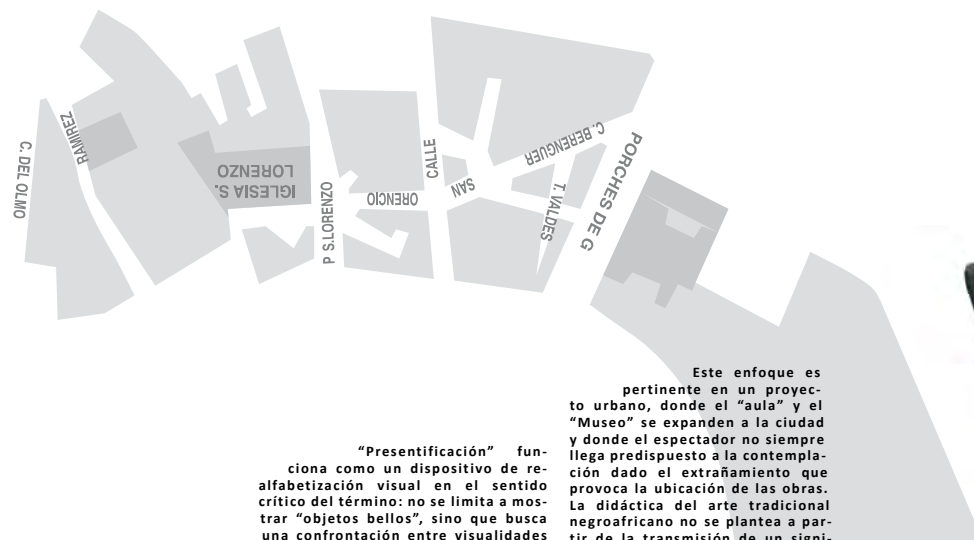 C. DEL OLMO
RAMIREZ
IGLESIA S.
LORENZO
P S.LORENZO
ORENCIO
CALLE
SAN
C. BERENGUER
T. VALDES
PORCHES DE G
“Presentificación” fun-
ciona como un dispositivo de re-
alfabetización visual en el sentido
crítico del término: no se limita a mos-
trar “objetos bellos”, sino que busca
una confrontación entre visualidades
Este enfoque es
pertinente en un proyec-
to urbano, donde el “aula” y el
“Museo” se expanden a la ciudad
y donde el espectador no siempre
llega predispuesto a la contempla-
ción dado el extrañamiento que
provoca la ubicación de las obras.
La didáctica del arte tradicional
negroafricano no se plantea a par-
tir de la transmisión de un signi-